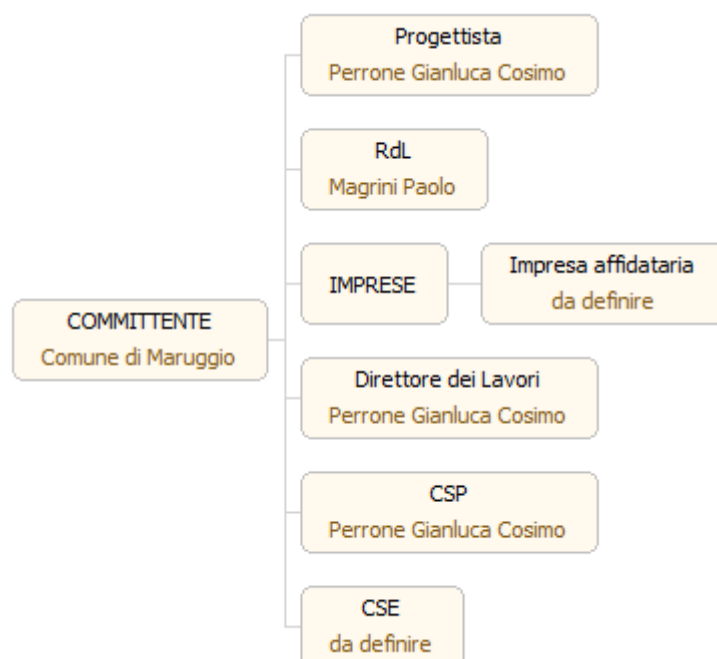 Progettista
Perrone Gianluca Cosimo
RdL
Magrini Paolo
IMPRESE
Impresa affidataria
da definire
COMMITTENTE
Comune di Maruggio
Direttore dei Lavori
Perrone Gianluca Cosimo
CSP
Perrone Gianluca Cosimo
CSE
da definire